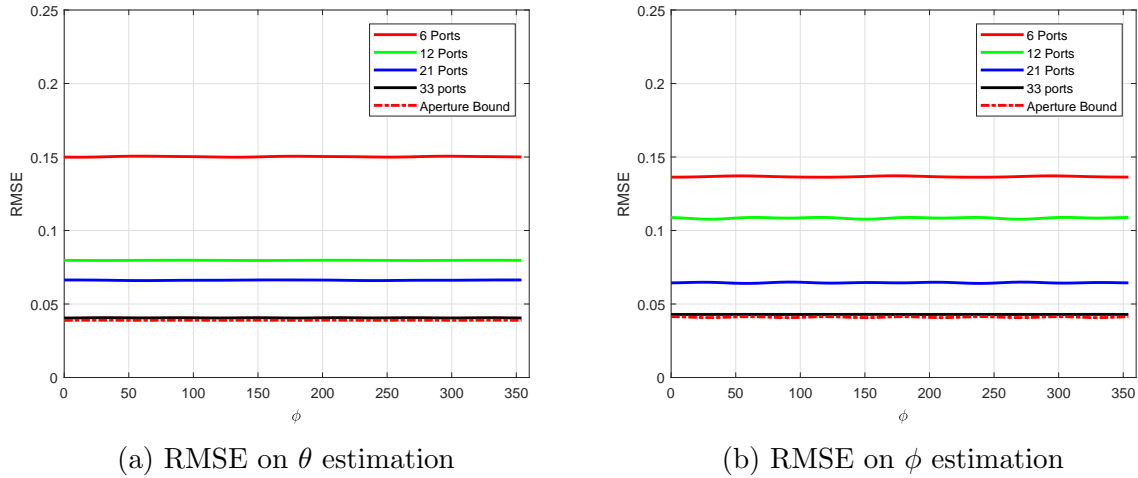 0.25
0.2
0.15
0.1
0.05
0
RMSE
0 50 100 150 200 250 300 350
ϕ
6 Ports
12 Ports
21 Ports
33 ports
Aperture Bound
(a) RMSE on θ estimation
0.25
0.2
0.15
0.1
0.05
0
RMSE
0 50 100 150 200 250 300 350
ϕ
6 Ports
12 Ports
21 Ports
33 ports
Aperture Bound
(b) RMSE on ϕ estimation